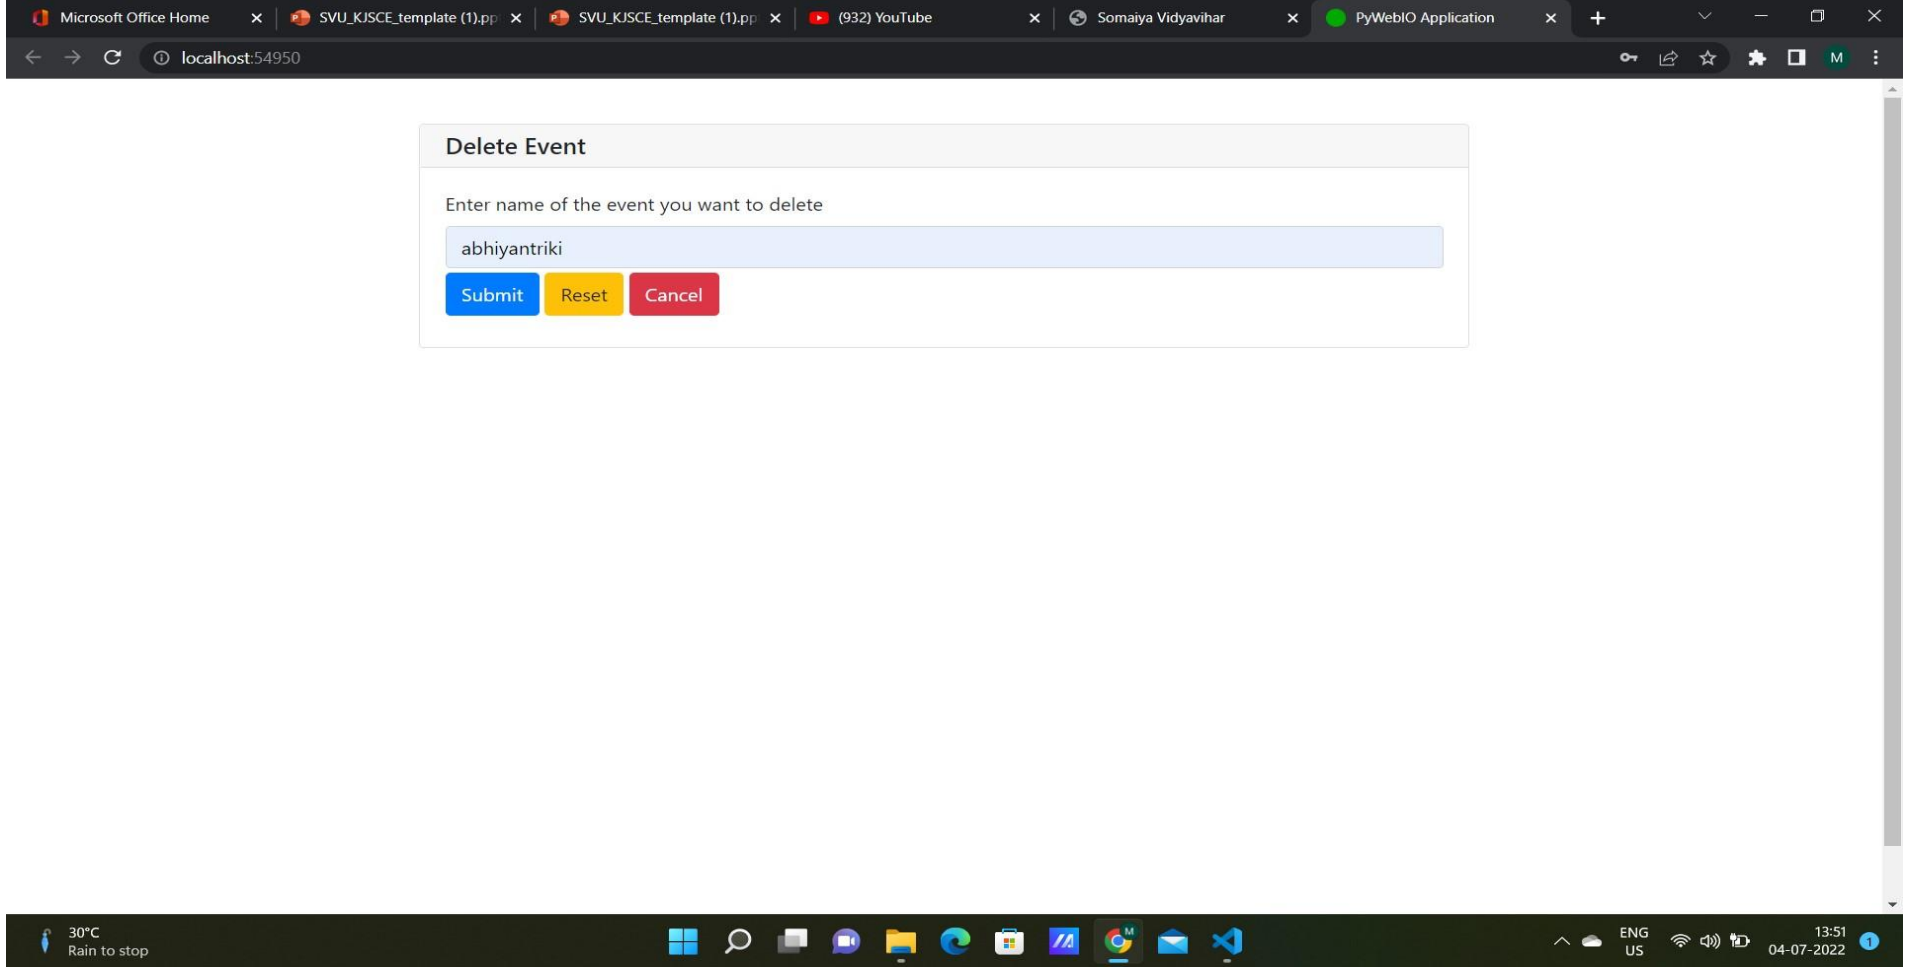 Microsoft Office Home
SVU_KJSCE_template (1).pp
SVU_KJSCE_template (1).pp
(932) YouTube
Somaiya Vidyavihar
PyWebIO Application
localhost:54950
M
Delete Event
Enter name of the event you want to delete
abhiyantriki
Submit Reset Cancel
30°C
Rain to stop
M
ENG
US
13:51
04-07-2022
1